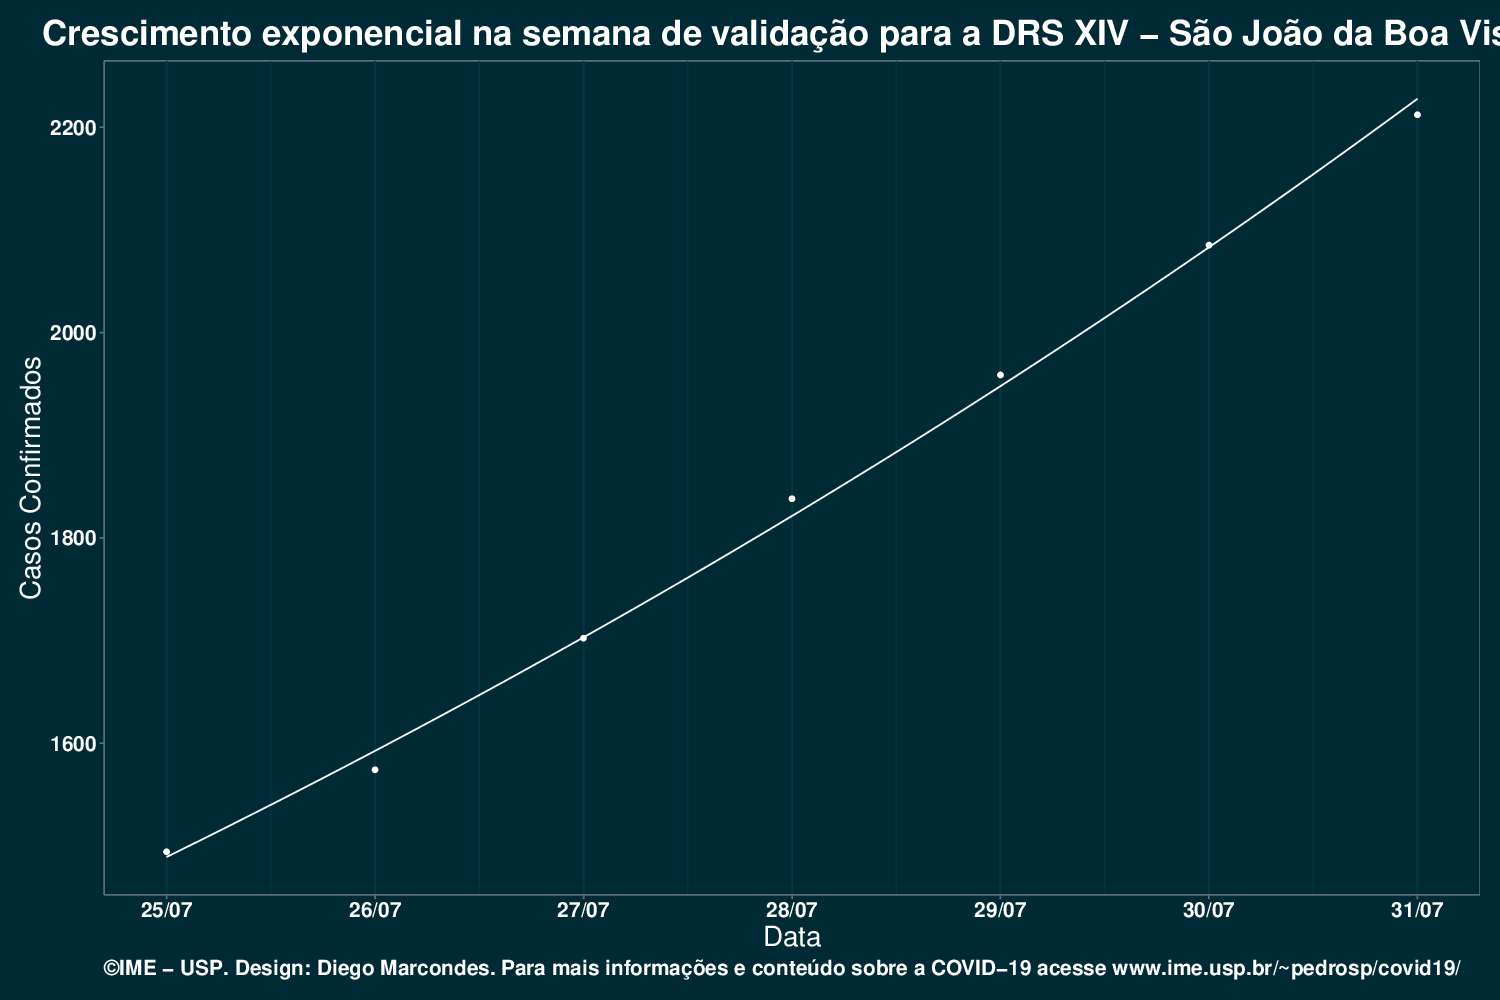 Crescimento exponencial na semana de validação para a DRS XIV – São João da Boa Vis
2200
2000
1800
1600
Casos Confirmados
25/07 26/07 27/07 28/07 29/07 30/07 31/07
Data
©IME – USP. Design: Diego Marcondes. Para mais informações e conteúdo sobre a COVID–19 acesse www.ime.usp.br/~pedrosp/covid19/